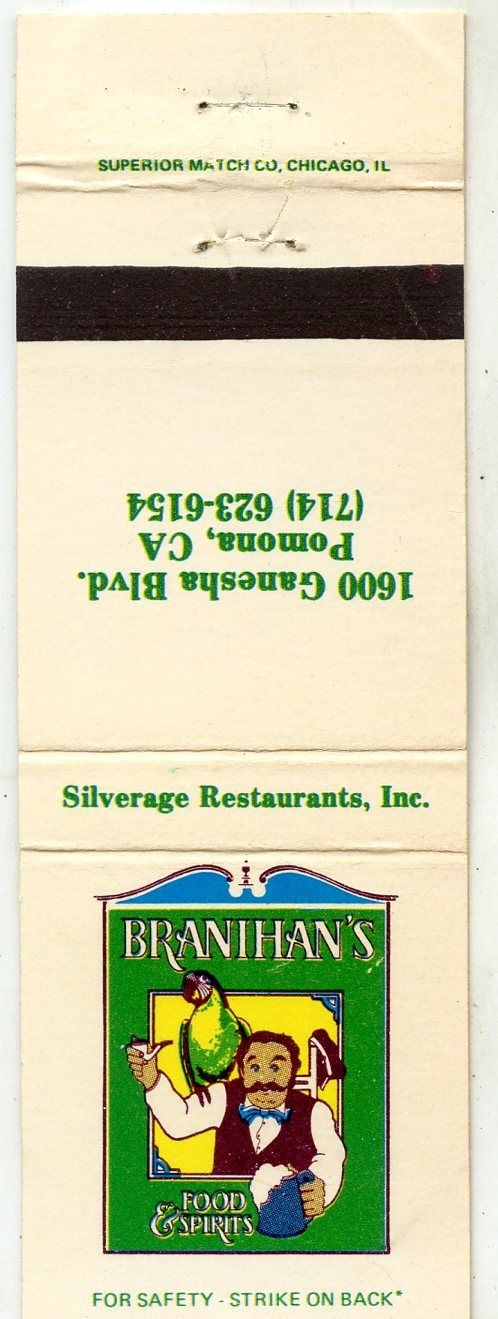 SUPERIOR MATCH CO, CHICAGO, IL
1600 Ganesha Blvd.
Pomona, CA
(714) 623-6154
Silverage Restaurants, Inc.
BRANIHAN'S
FOOD
& SPIRITS
FOR SAFETY - STRIKE ON BACK*